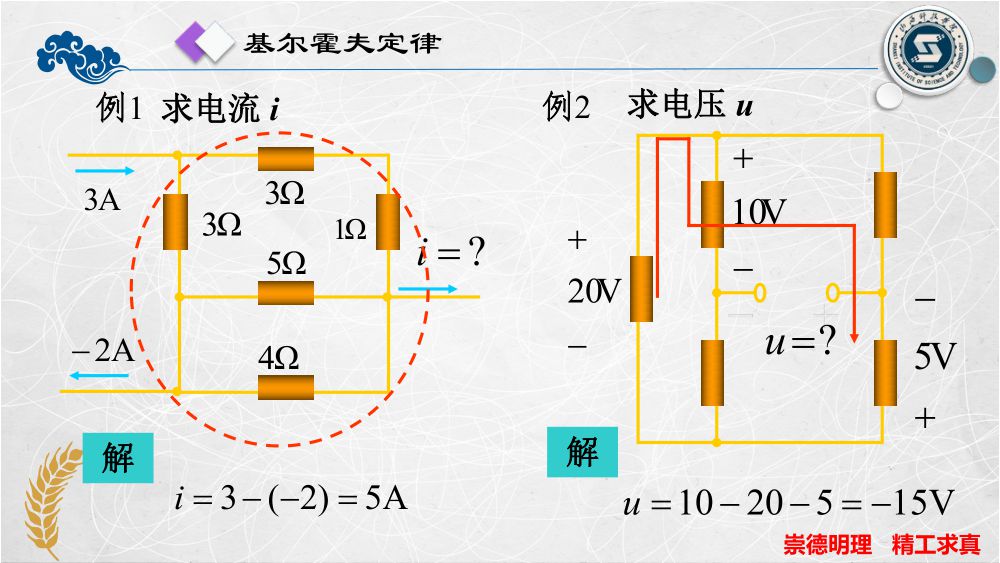 基尔霍夫定律
例1 求电流 i
3A
3Ω
3Ω
1Ω
5Ω
i = ?
−2A
4Ω
解
i = 3 − (−2) = 5A
例2 求电压 u
+
10V
−
+
20V
−
− +
u = ?
−
5V
+
解
u = 10 − 20 − 5 = −15V
崇德明理 精工求真